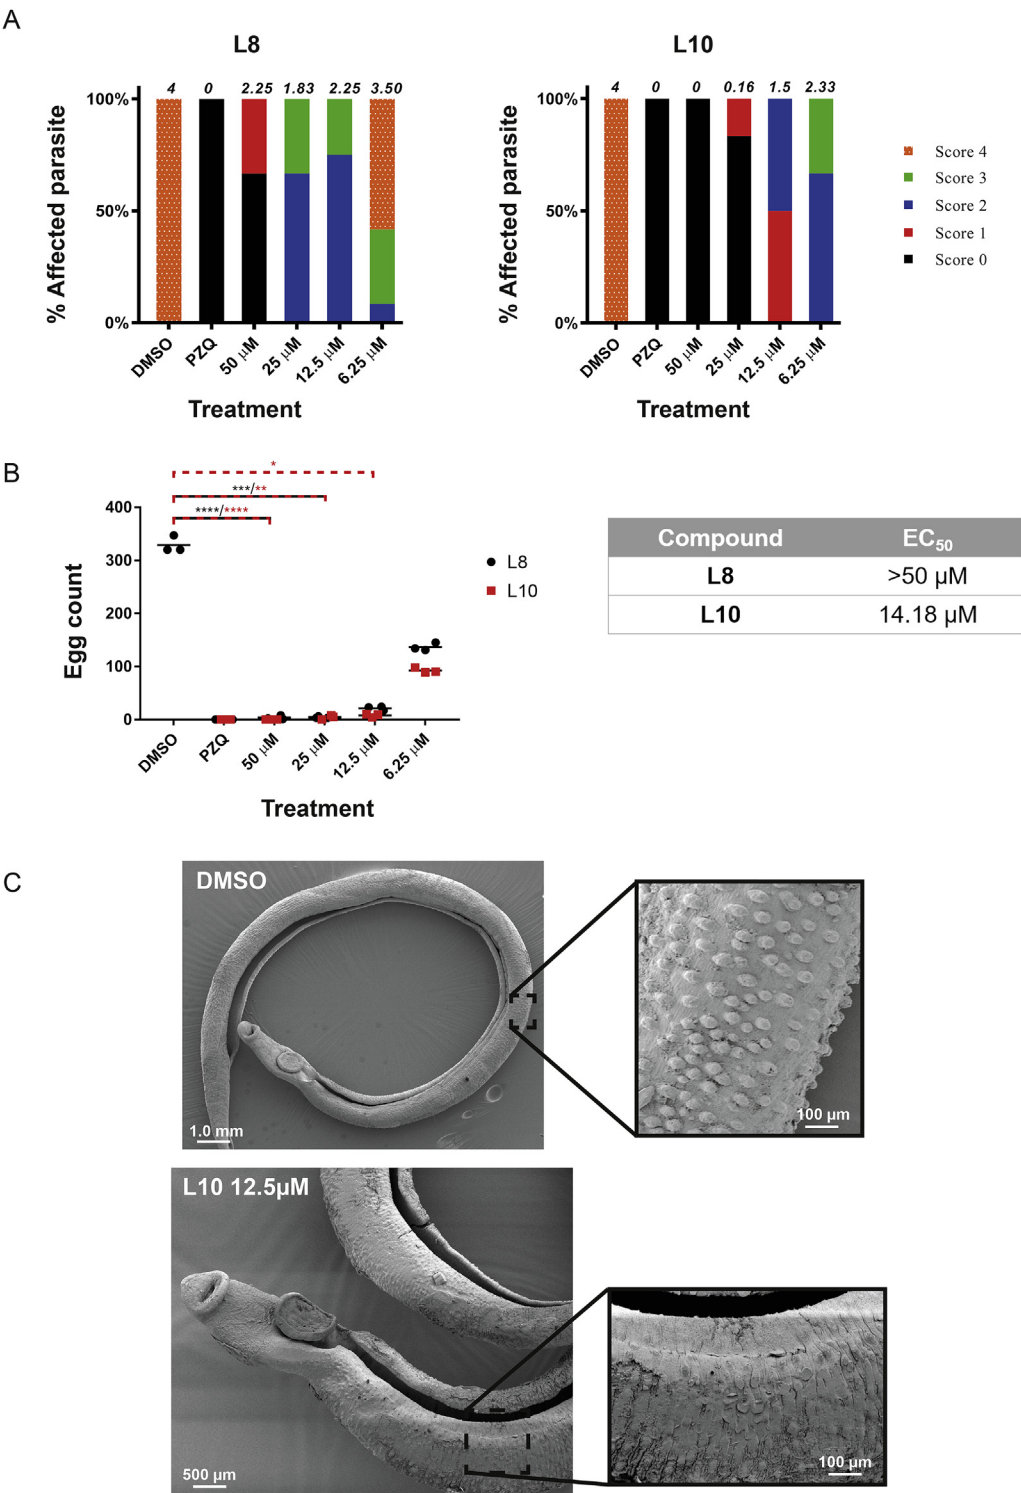 A
L8
L10
4 0 2.25 1.83 2.25 3.50
4 0 0 0.16 1.5 2.33
100%
50%
0%
% Affected parasite
DMSO
PZQ
50 µM
25 µM
12.5 µM
6.25 µM
Treatment
100%
50%
0%
% Affected parasite
DMSO
PZQ
50 µM
25 µM
12.5 µM
6.25 µM
Treatment
Score 4
Score 3
Score 2
Score 1
Score 0
B
*
***/**
****/****
400
300
200
100
0
Egg count
DMSO
PZQ
50 µM
25 µM
12.5 µM
6.25 µM
Treatment
L8
L10
Compound EC50
L8 >50 µM
L10 14.18 µM
C
DMSO
1.0 mm
100 µm
L10 12.5µM
500 µm
100 µm